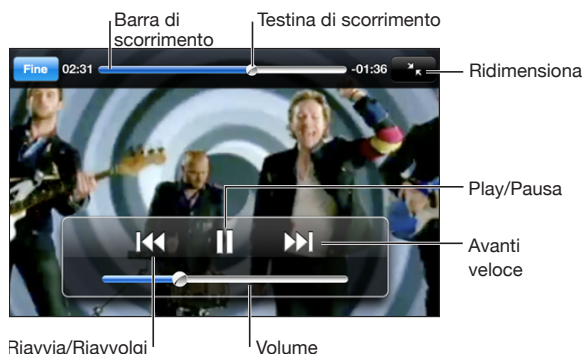 Barra di
scorrimento
Testina di scorrimento
Fine 02:31 -01:36
Ridimensiona
Play/Pausa
Avanti
veloce
Riavvia/Riavvolgi
Volume